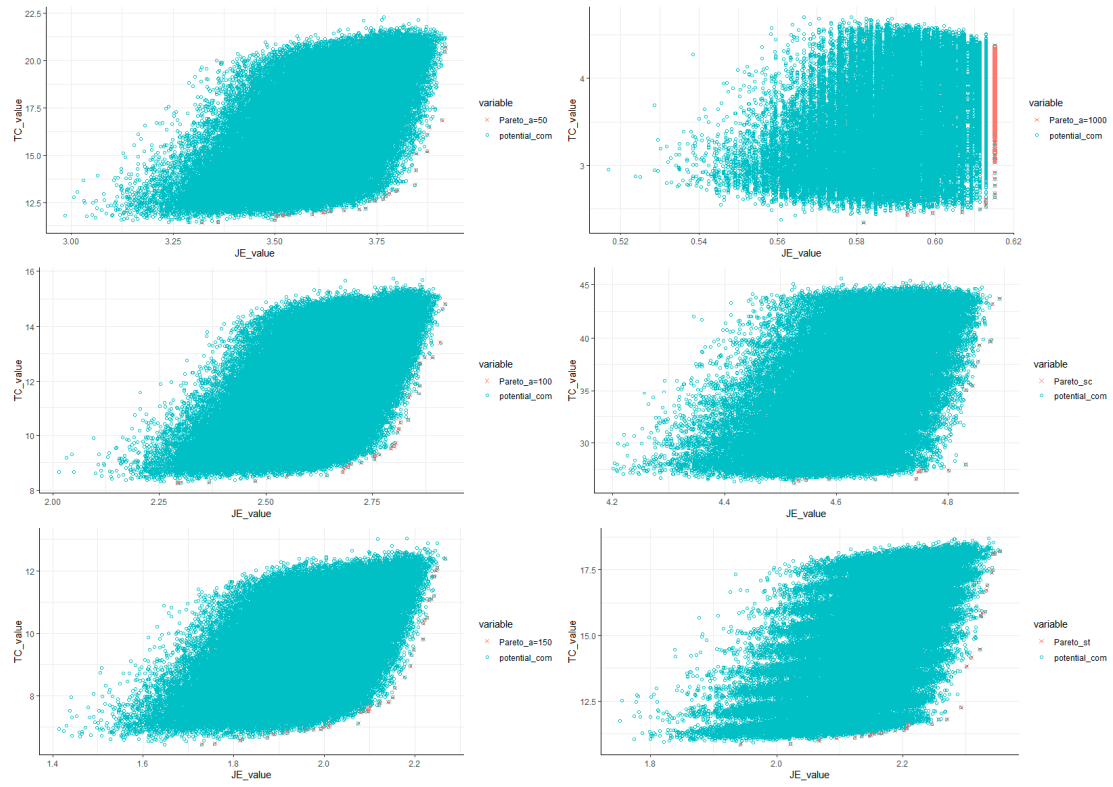 22.5
20.0
17.5
15.0
12.5
TC_value
3.00
3.25
3.50
3.75
JE_value
variable
Pareto_a=50
potential_com
4
3
TC_value
0.52
0.54
0.56
0.58
0.60
0.62
JE_value
variable
Pareto_a=1000
potential_com
16
14
12
10
8
TC_value
2.00
2.25
2.50
2.75
JE_value
variable
Pareto_a=100
potential_com
45
40
35
30
TC_value
4.2
4.4
4.6
4.8
JE_value
variable
Pareto_sc
potential_com
12
10
8
TC_value
1.4
1.6
1.8
2.0
2.2
JE_value
variable
Pareto_a=150
potential_com
17.5
15.0
12.5
TC_value
1.8
2.0
2.2
JE_value
variable
Pareto_st
potential_com